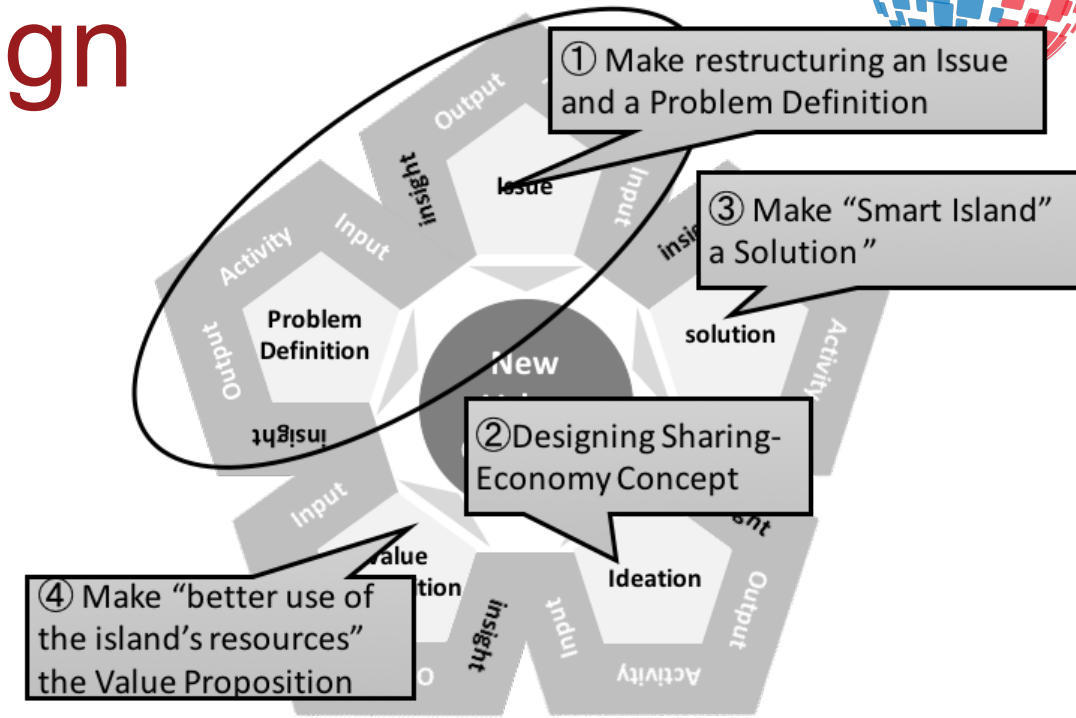 gn
① Make restructuring an Issue
and a Problem Definition
Output
insight
Issue
Input
③ Make “Smart Island”
a Solution”
solution
Activity
Activity
Input
Problem
Definition
Output
insight
New
②Designing Sharing-
Economy Concept
Input
④ Make “better use of
the island’s resources”
the Value Proposition
insight
Ideation
Input
Activity
Output